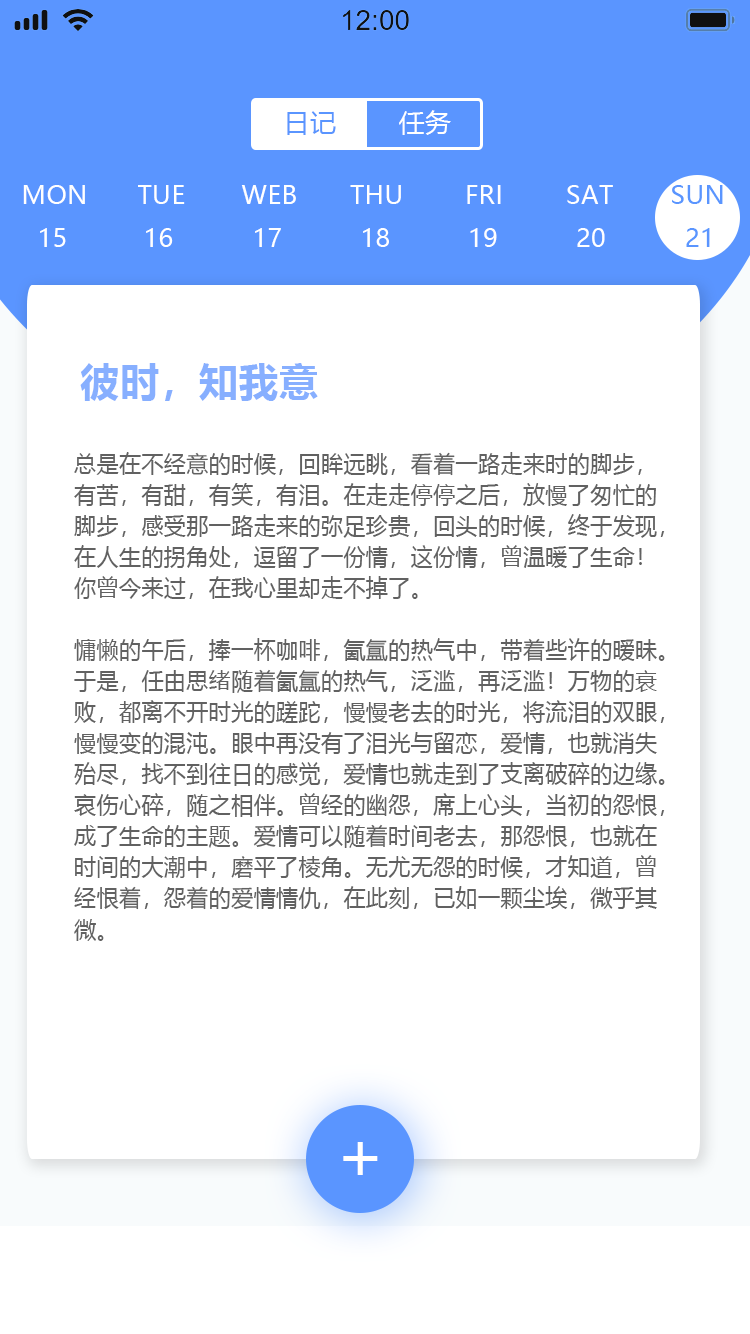 12:00
日记 任务
MON TUE WEB THU FRI SAT SUN
15 16 17 18 19 20 21
彼时，知我意
总是在不经意的时候，回眸远眺，看着一路走来时的脚步，
有苦，有甜，有笑，有泪。在走走停停之后，放慢了匆忙的
脚步，感受那一路走来的弥足珍贵，回头的时候，终于发现，
在人生的拐角处，逗留了一份情，这份情，曾温暖了生命！
你曾今来过，在我心里却走不掉了。
慵懒的午后，捧一杯咖啡，氤氲的热气中，带着些许的暧昧。
于是，任由思绪随着氤氲的热气，泛滥，再泛滥！万物的衰
败，都离不开时光的蹉跎，慢慢老去的时光，将流泪的双眼，
慢慢变的混沌。眼中再没有了泪光与留恋，爱情，也就消失
殆尽，找不到往日的感觉，爱情也就走到了支离破碎的边缘。
哀伤心碎，随之相伴。曾经的幽怨，席上心头，当初的怨恨，
成了生命的主题。爱情可以随着时间老去，那怨恨，也就在
时间的大潮中，磨平了棱角。无尤无怨的时候，才知道，曾
经恨着，怨着的爱情情仇，在此刻，已如一颗尘埃，微乎其
微。